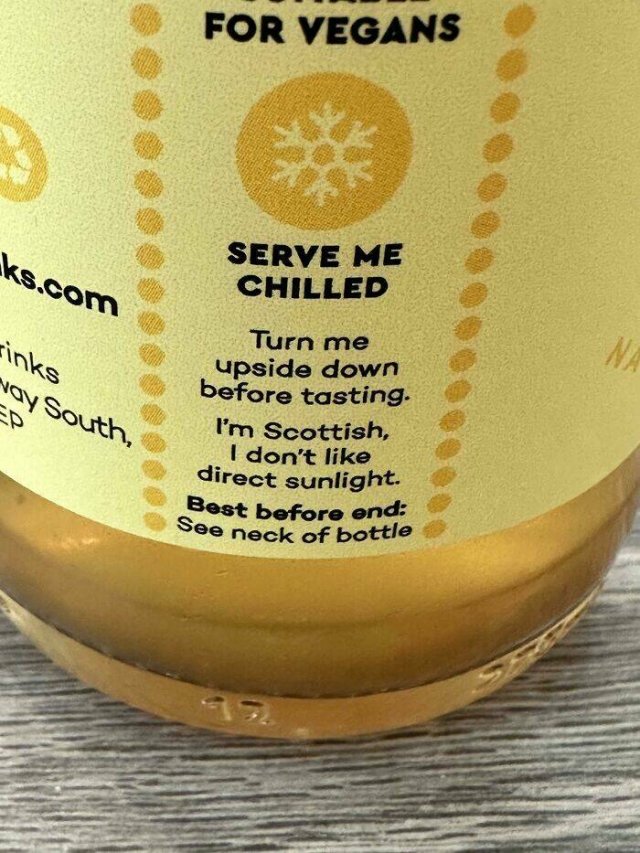 FOR VEGANS
SERVE ME
CHILLED
Turn me
upside down
before tasting.
I'm Scottish,
I don't like
direct sunlight.
Best before end:
See neck of bottle
ks.com
rinks
way South,
EP
NA